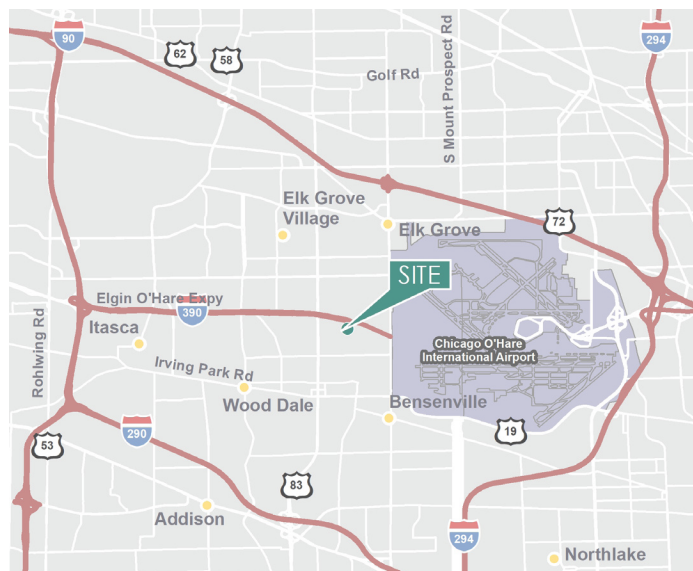 90
62
58
Golf Rd
S Mount Prospect Rd
294
Elk Grove
Village
Elk Grove
72
SITE
Elgin O'Hare Expy
390
Rohlwing Rd
Itasca
Chicago O'Hare
International Airport
Irving Park Rd
Wood Dale
Bensenville
290
53
19
83
Addison
294
Northlake